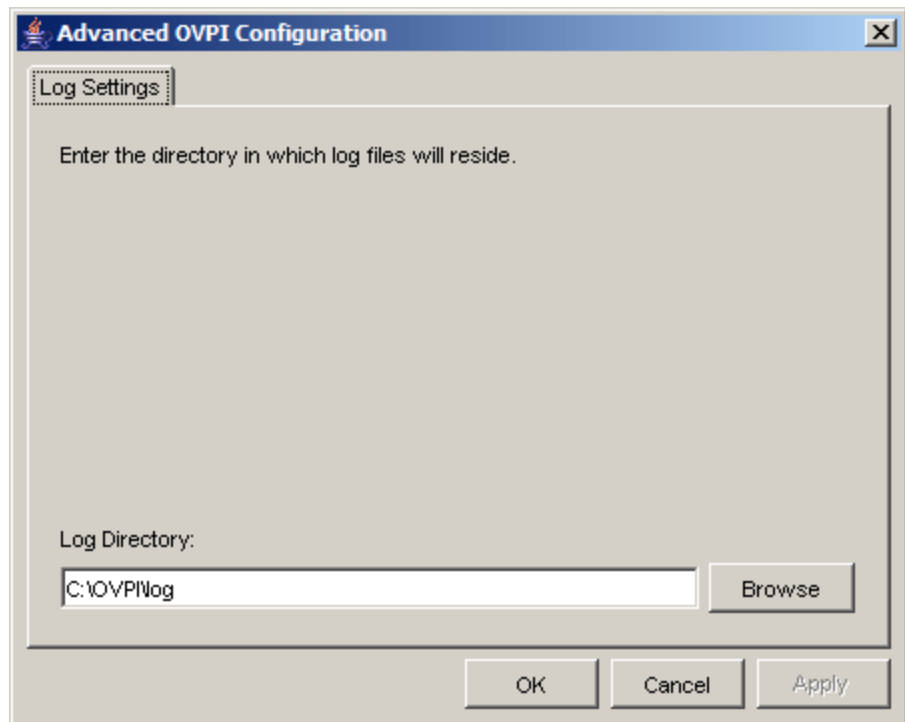 Advanced OVPI Configuration
Log Settings
Enter the directory in which log files will reside.
Log Directory:
C:\OVPI\log
Browse
OK
Cancel
Apply